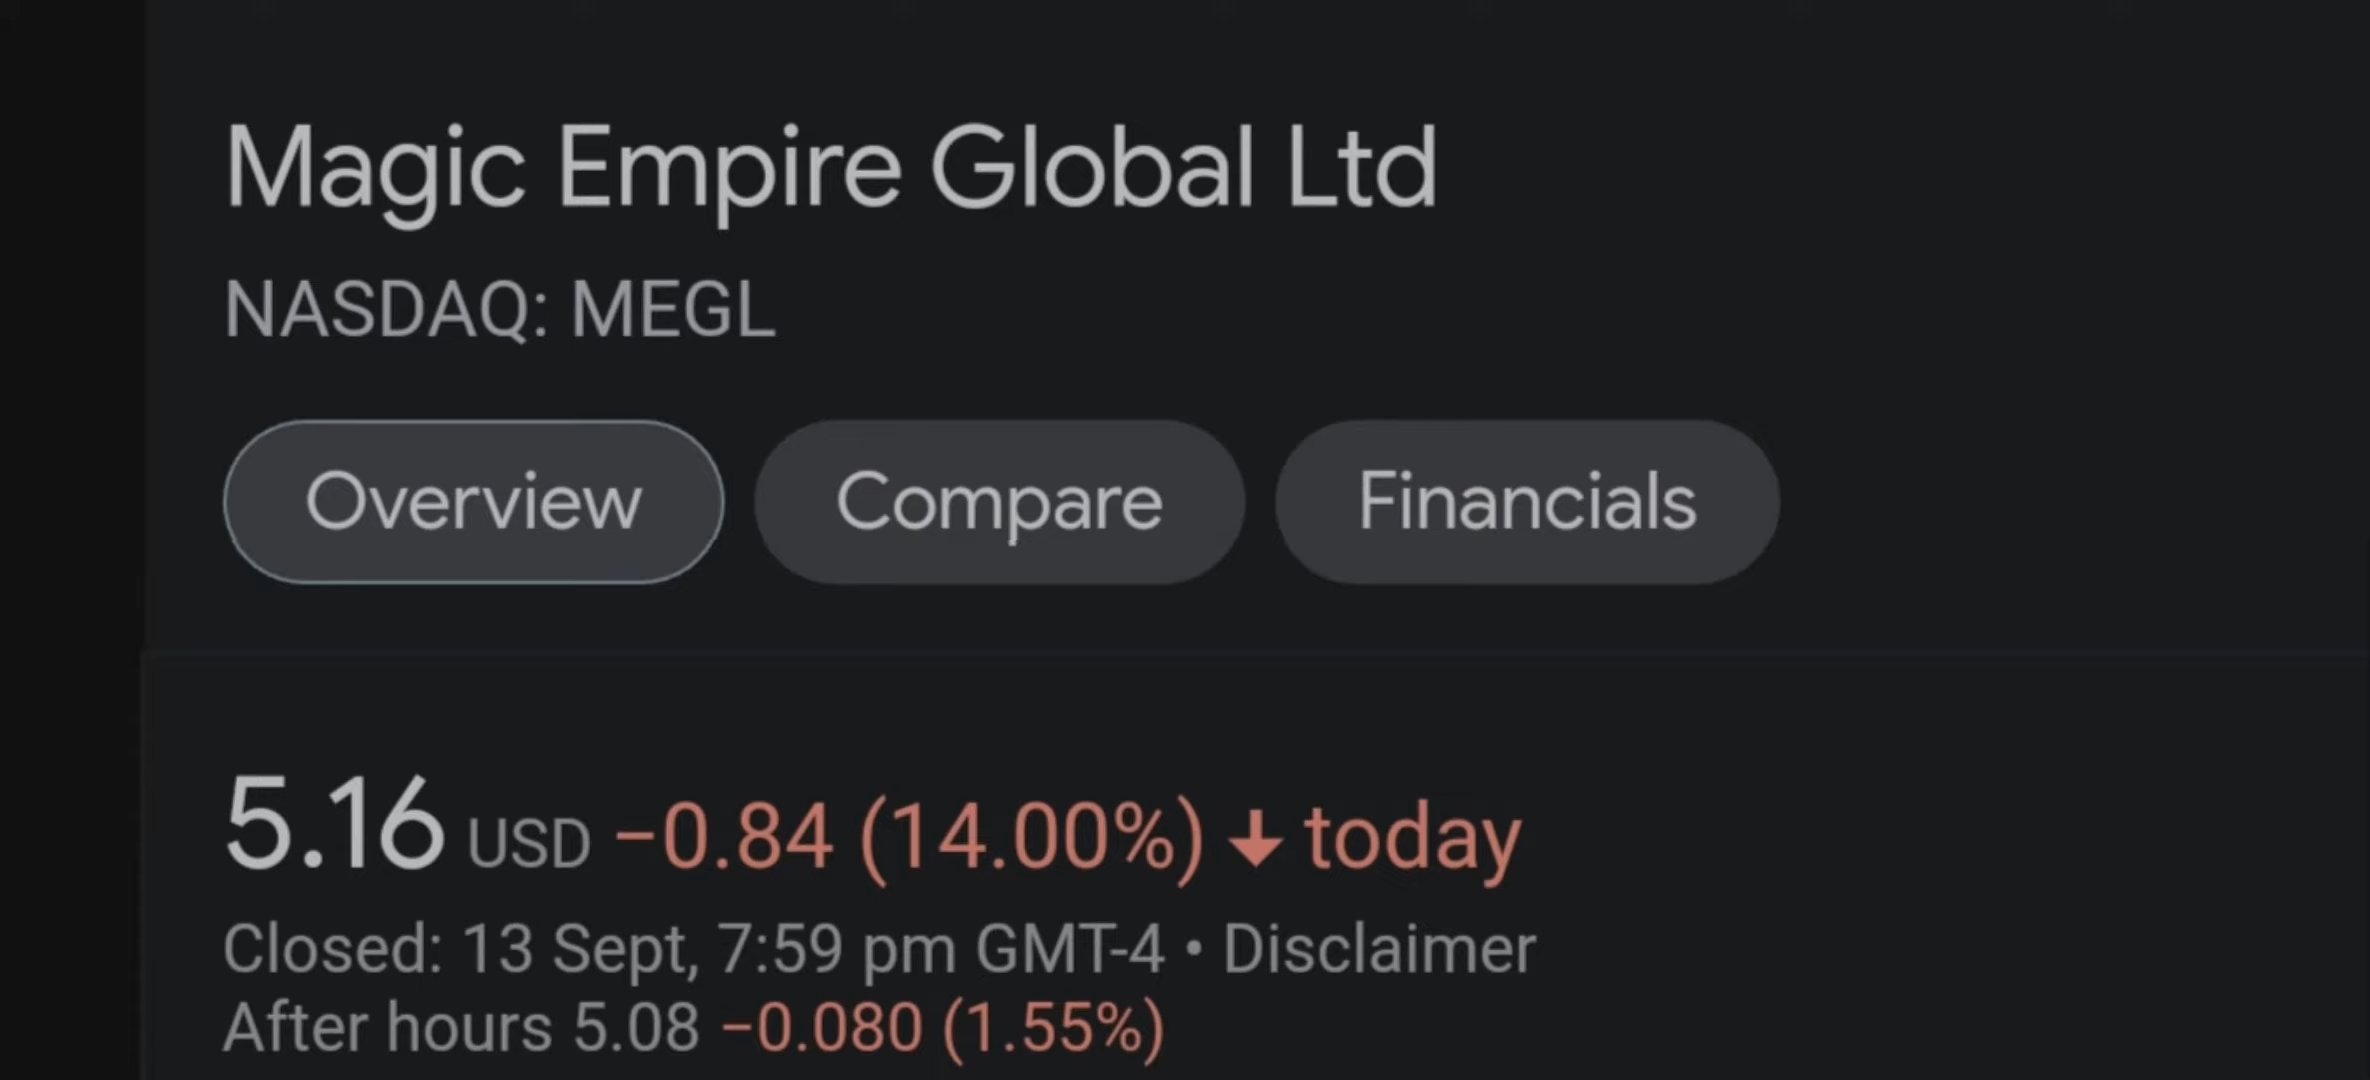 Magic Empire Global Ltd
NASDAQ: MEGL
Overview Compare Financials
5.16 USD −0.84 (14.00%) ↓ today
Closed: 13 Sept, 7:59 pm GMT-4 • Disclaimer
After hours 5.08 −0.080 (1.55%)